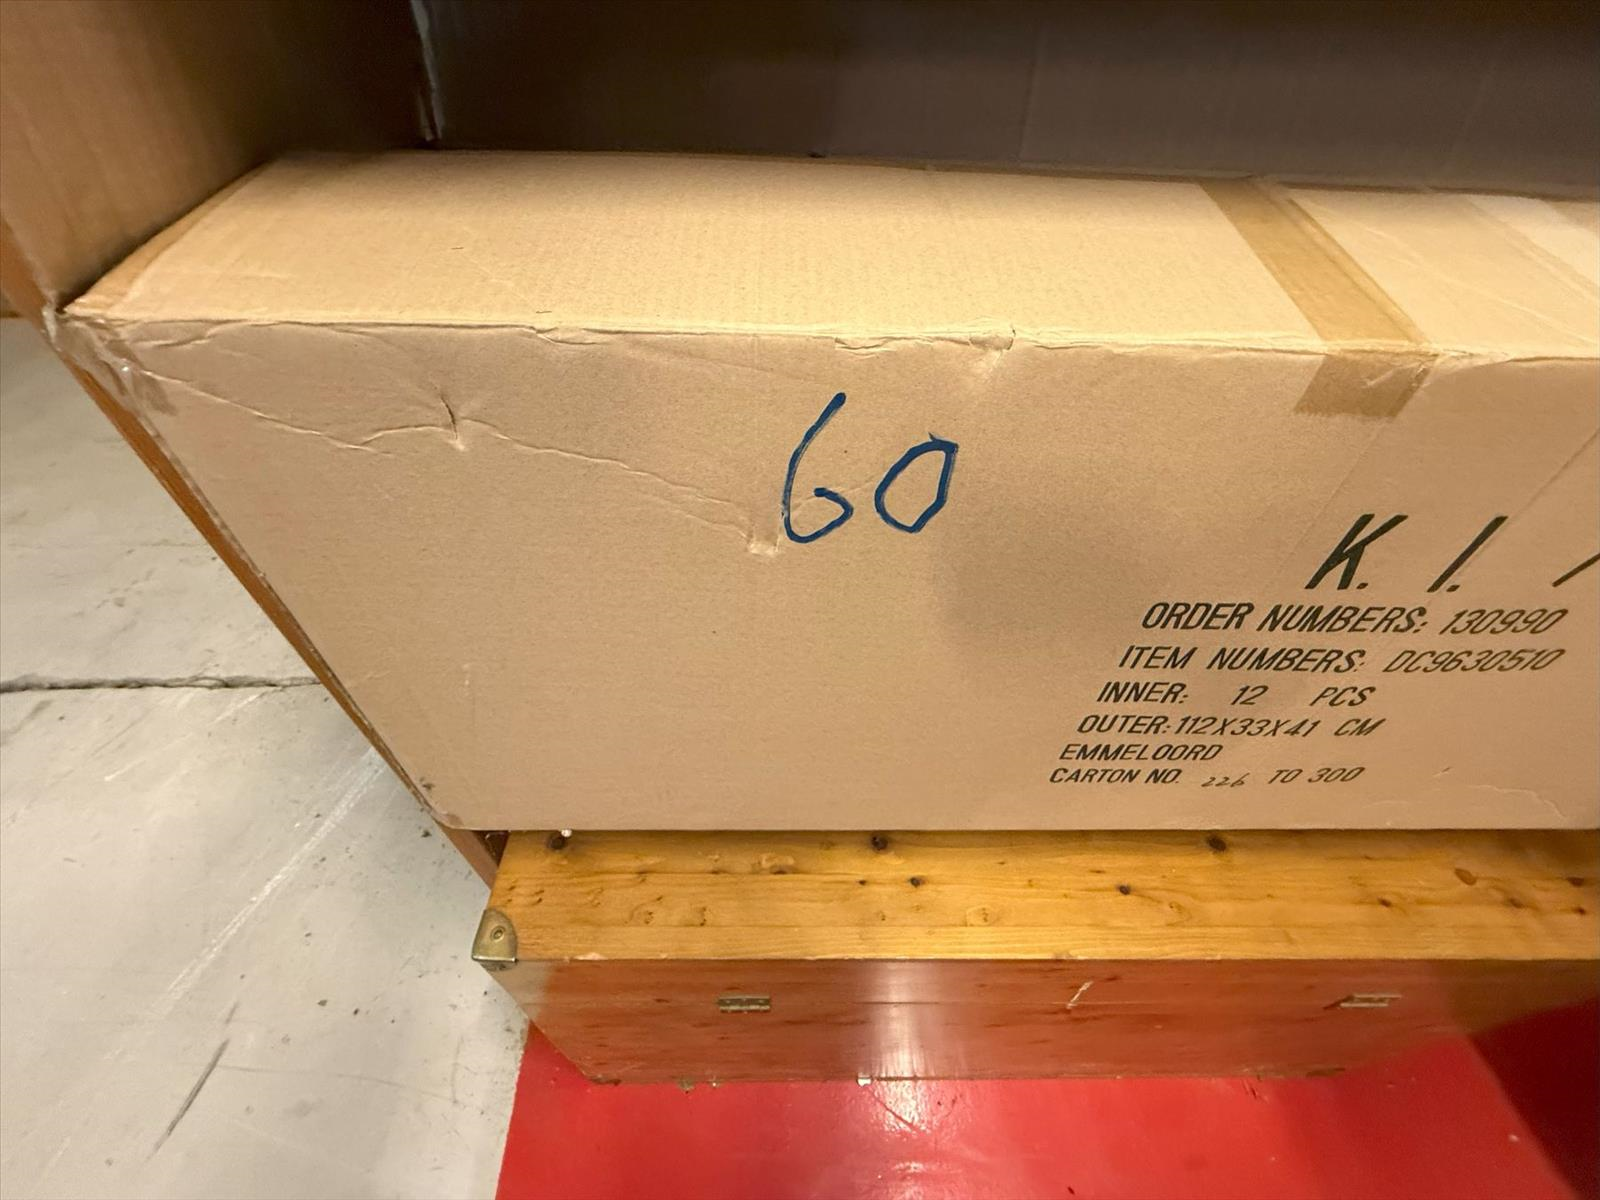 60
K. I.
ORDER NUMBERS: 130990
ITEM NUMBERS: DC9630510
INNER: 12 PCS
OUTER: 112X33X41 CM
EMMELOORD
CARTON NO. 226 TO 300